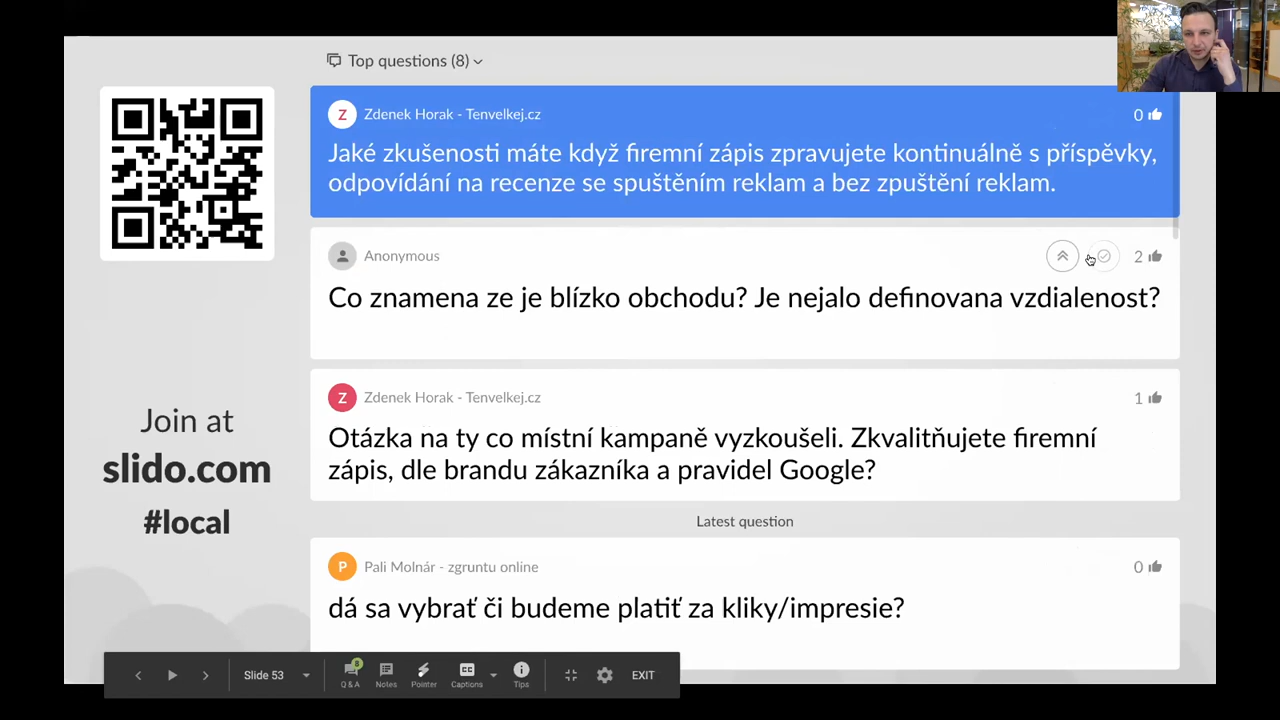 Top questions (8)
Z Zdenek Horak - Tenvelkej.cz 0
Jaké zkušenosti máte když firemní zápis zpravujete kontinuálně s příspěvky,
odpovídání na recenze se spuštěním reklam a bez zpuštění reklam.
Anonymous 2
Co znamena ze je blízko obchodu? Je nejalo definovana vzdialenost?
Z Zdenek Horak - Tenvelkej.cz 1
Otázka na ty co místní kampaně vyzkoušeli. Zkvalitňujete firemní
zápis, dle brandu zákazníka a pravidel Google?
Latest question
P Pali Molnár - zgruntu online 0
dá sa vybrať či budeme platiť za kliky/impresie?
Join at
slido.com
#local
Slide 53
8
Q & A
Notes
Pointer
CC
Captions
Tips
EXIT